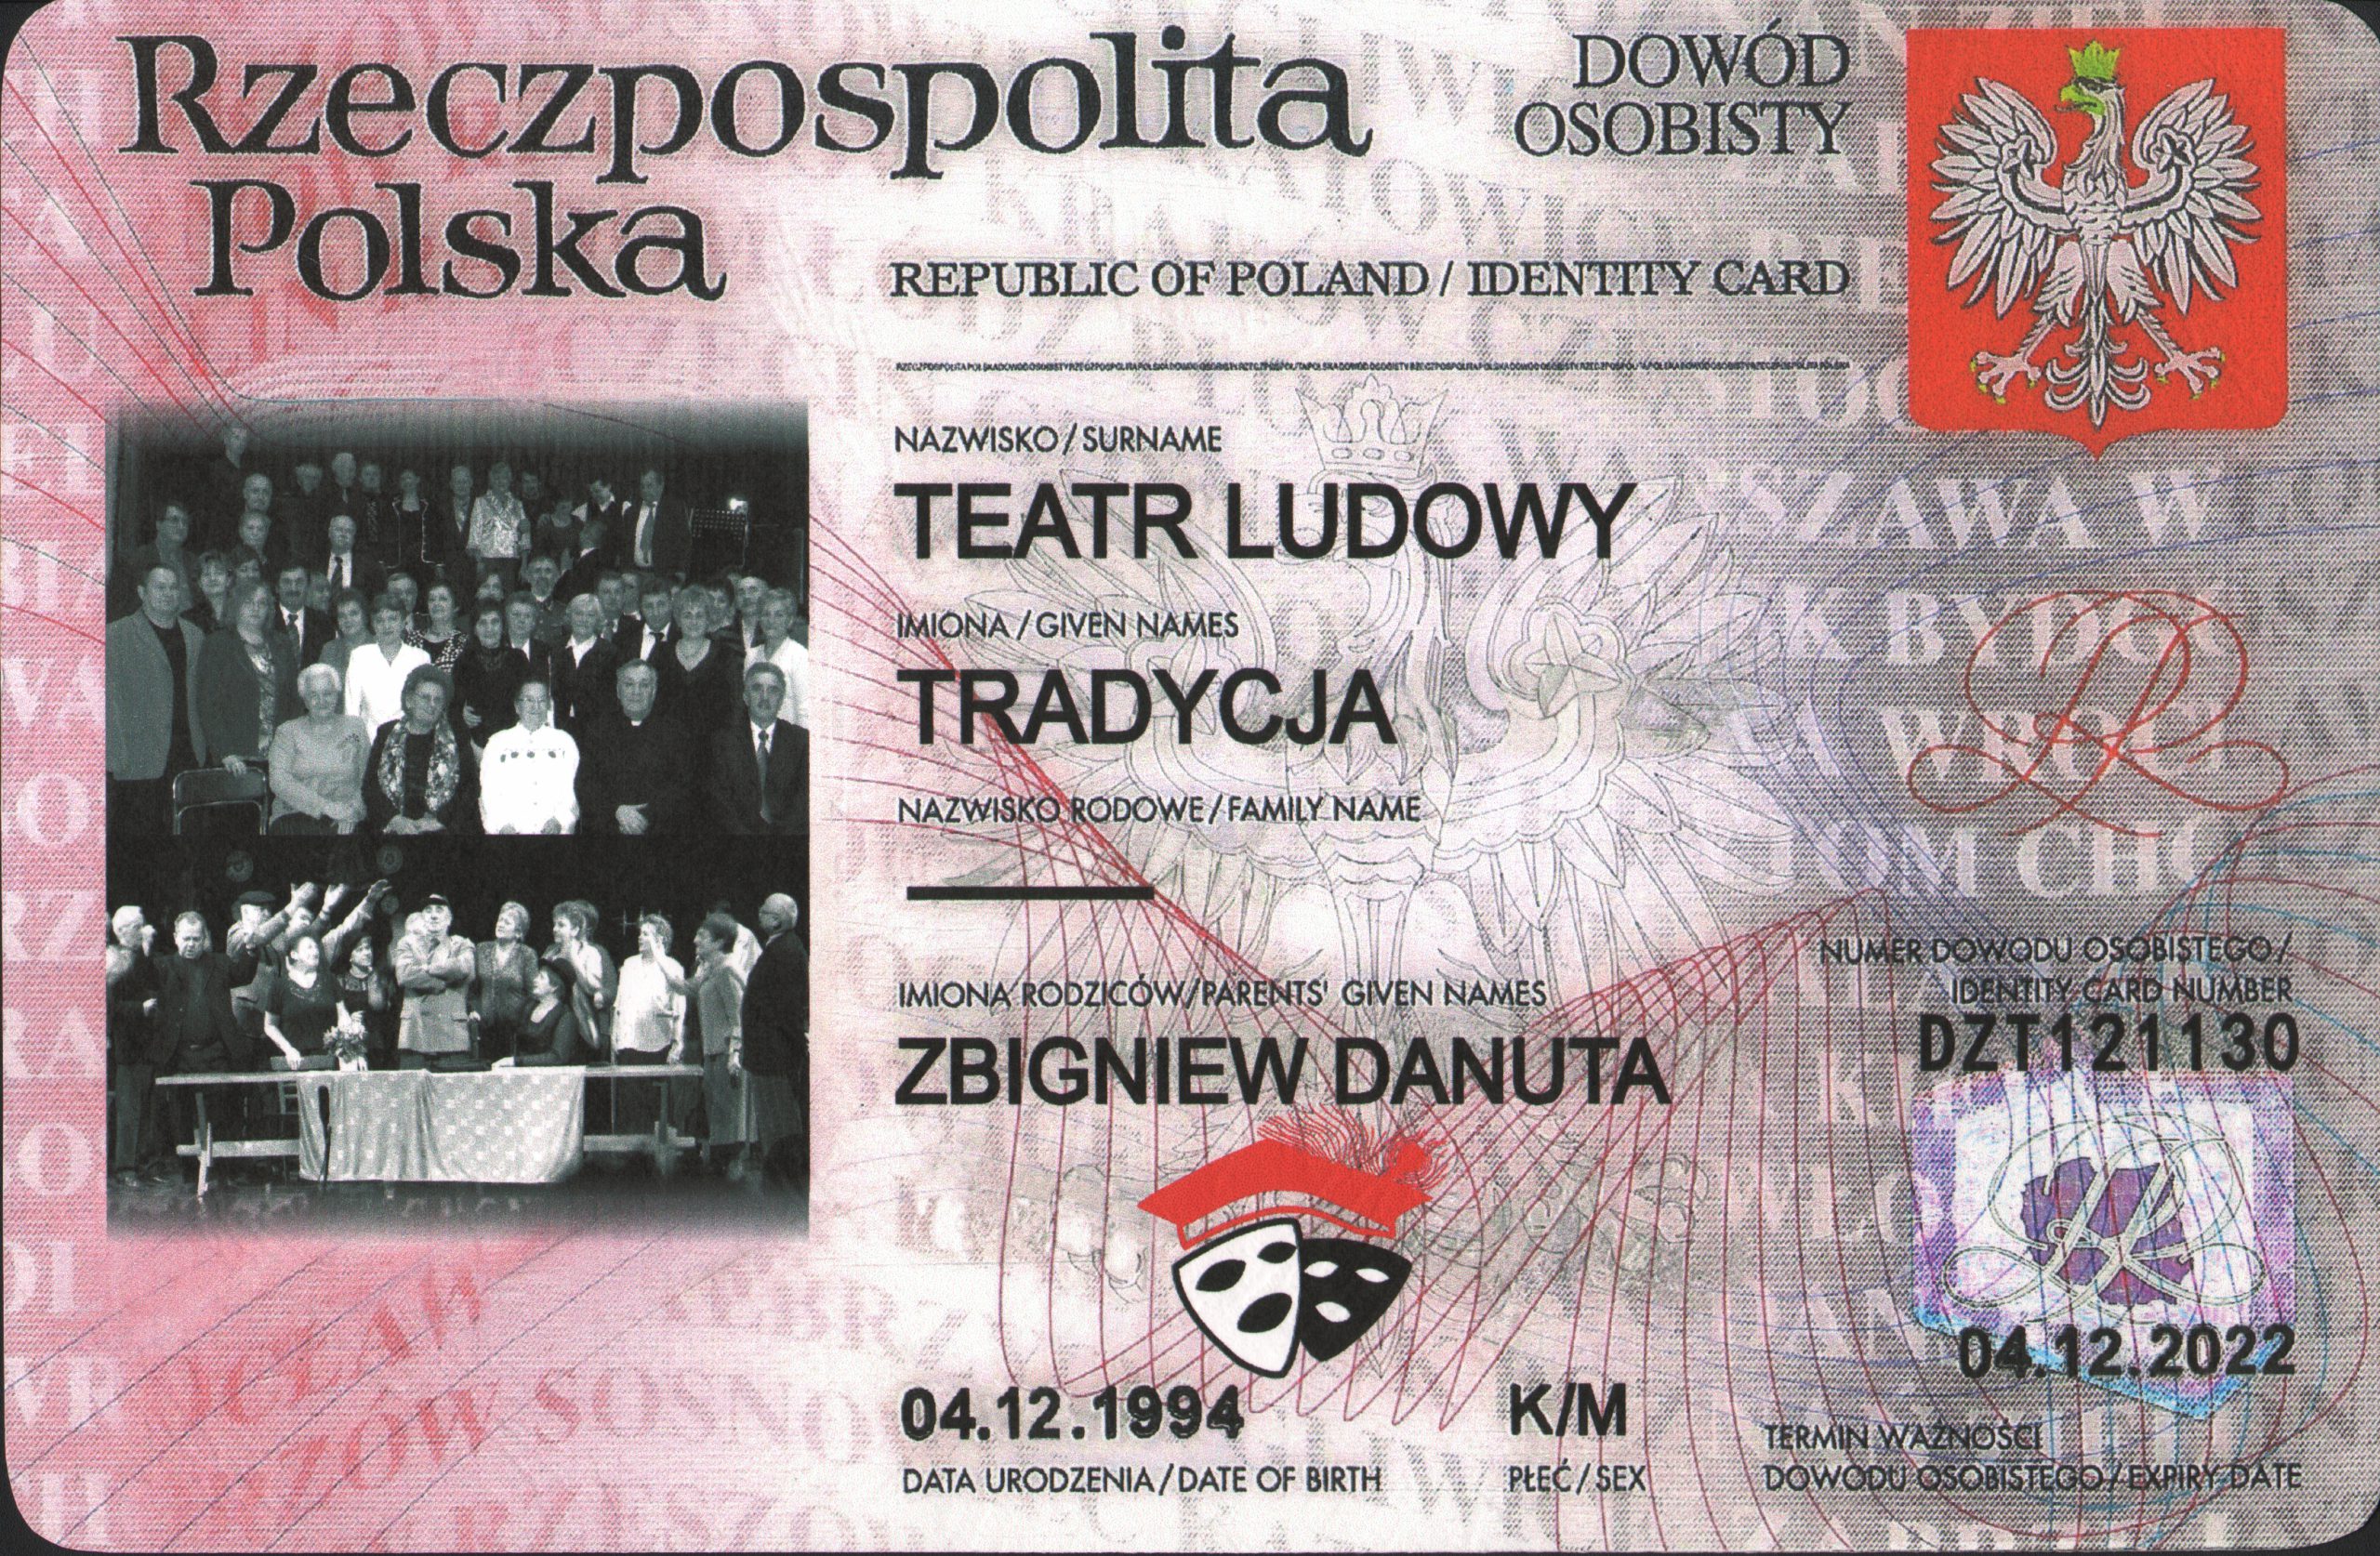 Rzeczpospolita
Polska
DOWÓD
OSOBISTY
REPUBLIC OF POLAND / IDENTITY CARD
NAZWISKO / SURNAME
TEATR LUDOWY
IMIONA / GIVEN NAMES
TRADYCJA
NAZWISKO RODOWE / FAMILY NAME
IMIONA RODZICÓW/PARENTS' GIVEN NAMES
ZBIGNIEW DANUTA
NUMER DOWODU OSOBISTEGO/
IDENTITY CARD NUMBER
DZT121130
04.12.1994
DATA URODZENIA / DATE OF BIRTH
K/M
PŁEĆ / SEX
04.12.2022
TERMIN WAŻNOŚCI
DOWODU OSOBISTEGO / EXPIRY DATE